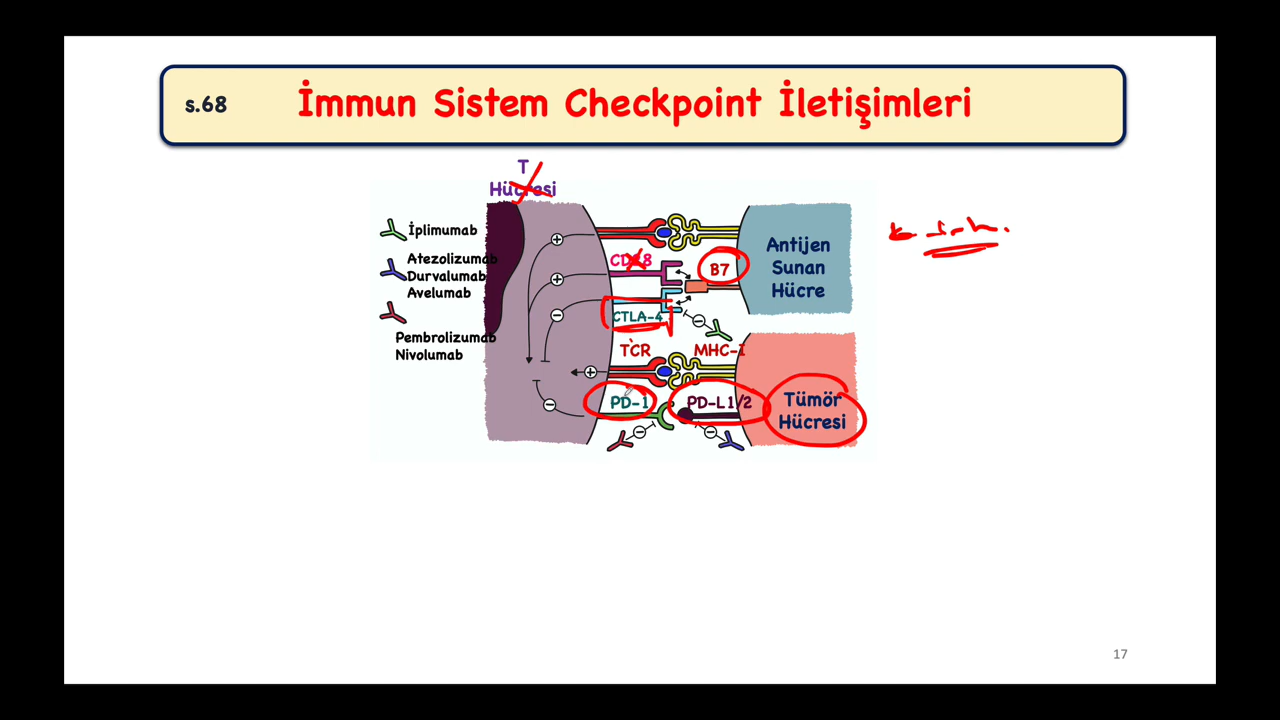 s.68
İmmun Sistem Checkpoint İletişimleri
T
Hücresi
İplimumab
Atezolizumab
Durvalumab
Avelumab
Pembrolizumab
Nivolumab
CD28
B7
Antijen
Sunan
Hücre
CTLA-4
TCR
MHC-I
PD-1
PD-L1/2
Tümör
Hücresi
17